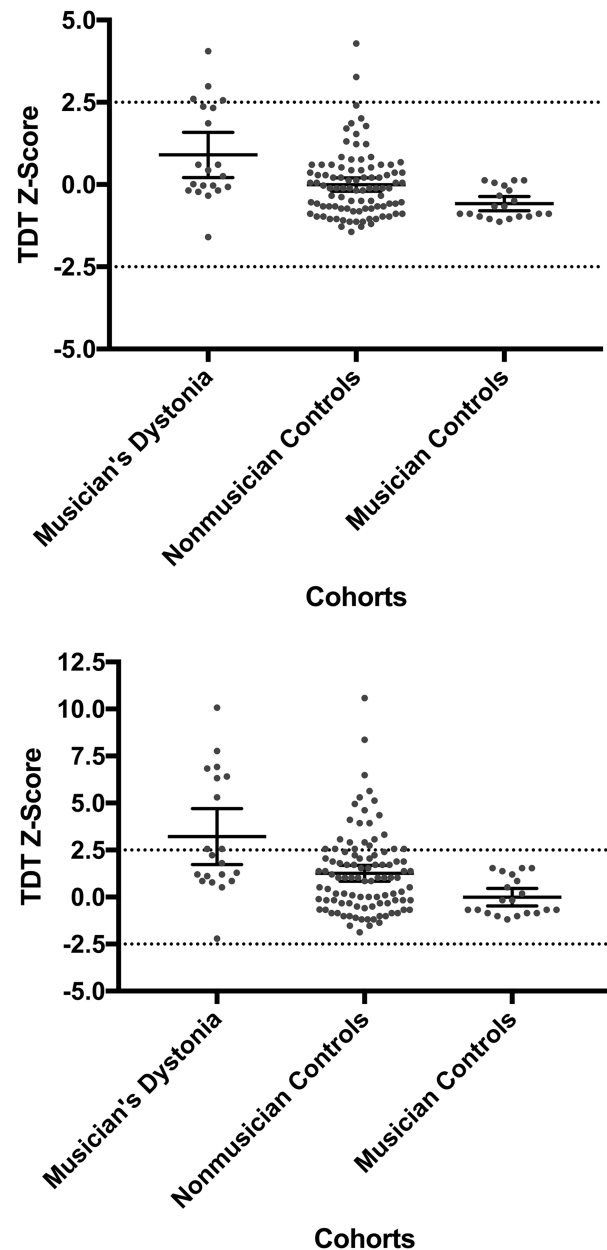 5.0
2.5
0.0
-2.5
-5.0
TDT Z-Score
Musician's Dystonia
Nonmusician Controls
Musician Controls
Cohorts
12.5
10.0
7.5
5.0
2.5
0.0
-2.5
-5.0
TDT Z-Score
Musician's Dystonia
Nonmusician Controls
Musician Controls
Cohorts